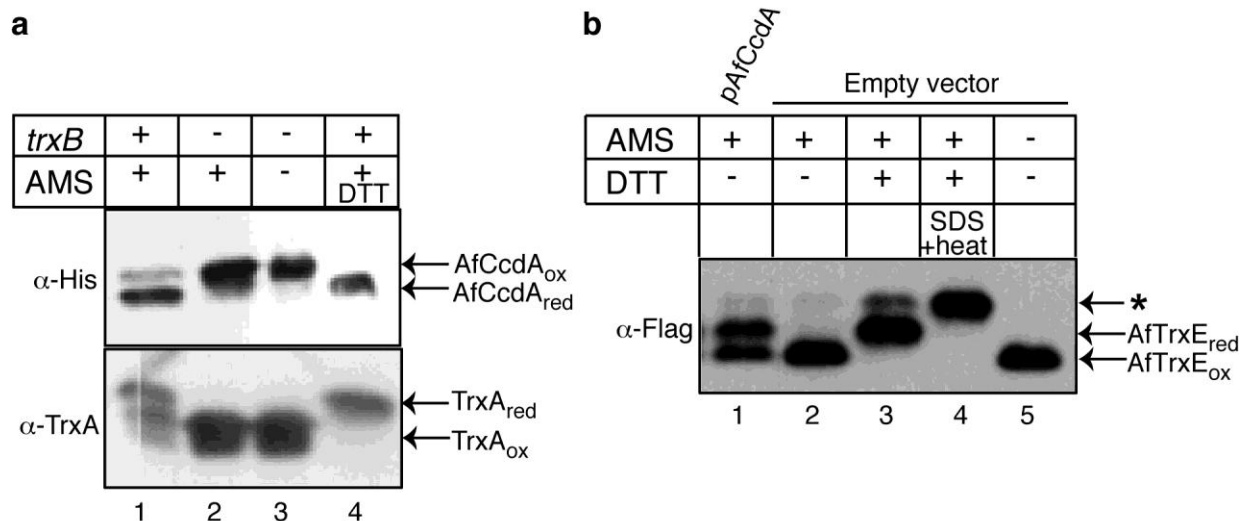 a
trxB + - - +
AMS + + - +
DTT
α-His
AfCcdAox
AfCcdAred
α-TrxA
TrxAred
TrxAox
1 2 3 4
b
pAfCcdA
Empty vector
AMS + + + + -
DTT - - + + -
SDS
+heat
α-Flag
*
AfTrxEred
AfTrxEox
1 2 3 4 5